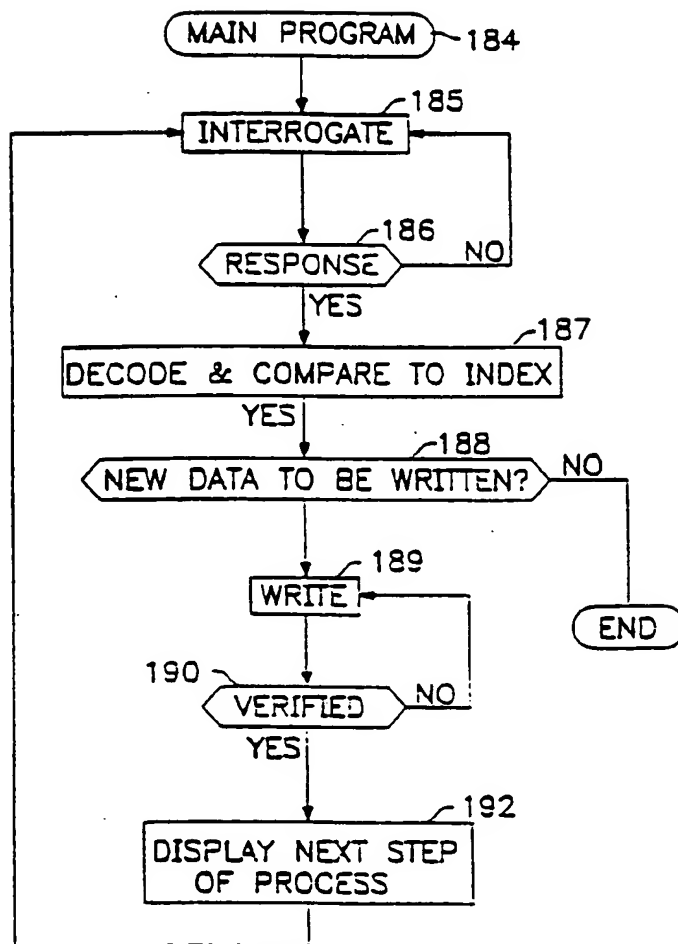 MAIN PROGRAM
184
185
INTERROGATE
186
RESPONSE
NO
YES
187
DECODE & COMPARE TO INDEX
YES
188
NEW DATA TO BE WRITTEN?
NO
189
WRITE
END
190
VERIFIED
NO
YES
192
DISPLAY NEXT STEP
OF PROCESS